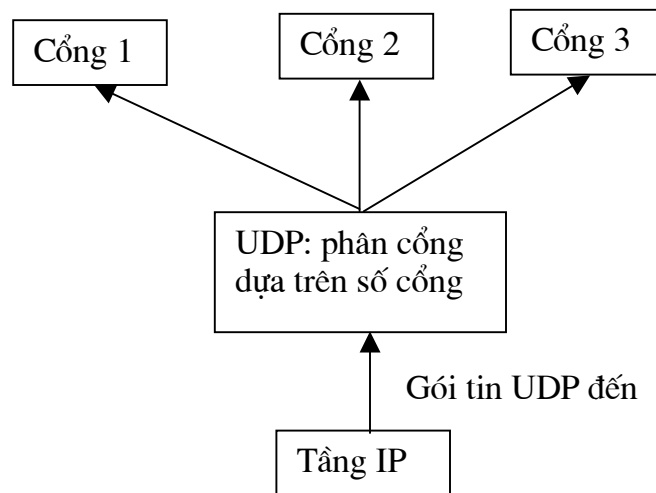 Cổng 1
Cổng 2
Cổng 3
UDP: phân cổng
dựa trên số cổng
Gói tin UDP đến
Tầng IP